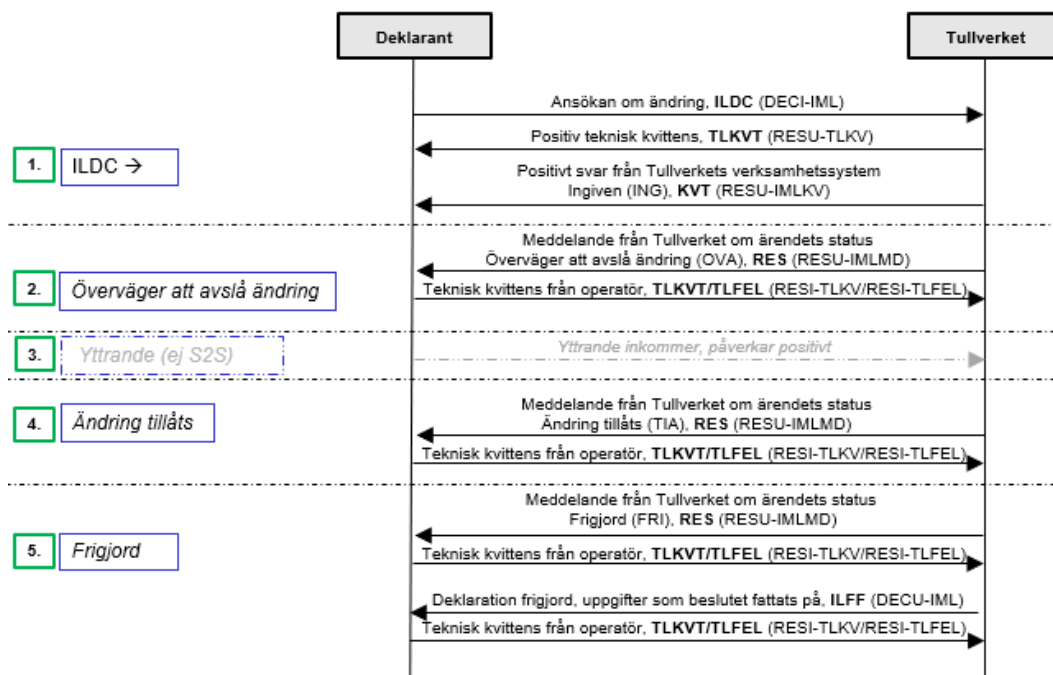 Deklarant
Tullverket
Ansökan om ändring, ILDC (DECI-IML)
Positiv teknisk kvittens, TLKVT (RESU-TLKV)
1.
ILDC →
Positivt svar från Tullverkets verksamhetssystem
Ingiven (ING), KVT (RESU-IMLKV)
Meddelande från Tullverket om ärendets status
Överväger att avslå ändring (OVA), RES (RESU-IMLMD)
2.
Överväger att avslå ändring
Teknisk kvittens från operatör, TLKVT/TLFEL (RESI-TLKV/RESI-TLFEL)
3.
Yttrande (ej S2S)
Yttrande inkommer, påverkar positivt
Meddelande från Tullverket om ärendets status
4.
Ändring tillåts
Ändring tillåts (TIA), RES (RESU-IMLMD)
Teknisk kvittens från operatör, TLKVT/TLFEL (RESI-TLKV/RESI-TLFEL)
Meddelande från Tullverket om ärendets status
Frigjord (FRI), RES (RESU-IMLMD)
5.
Frigjord
Teknisk kvittens från operatör, TLKVT/TLFEL (RESI-TLKV/RESI-TLFEL)
Deklaration frigjord, uppgifter som beslutet fattats på, ILFF (DECU-IML)
Teknisk kvittens från operatör, TLKVT/TLFEL (RESI-TLKV/RESI-TLFEL)